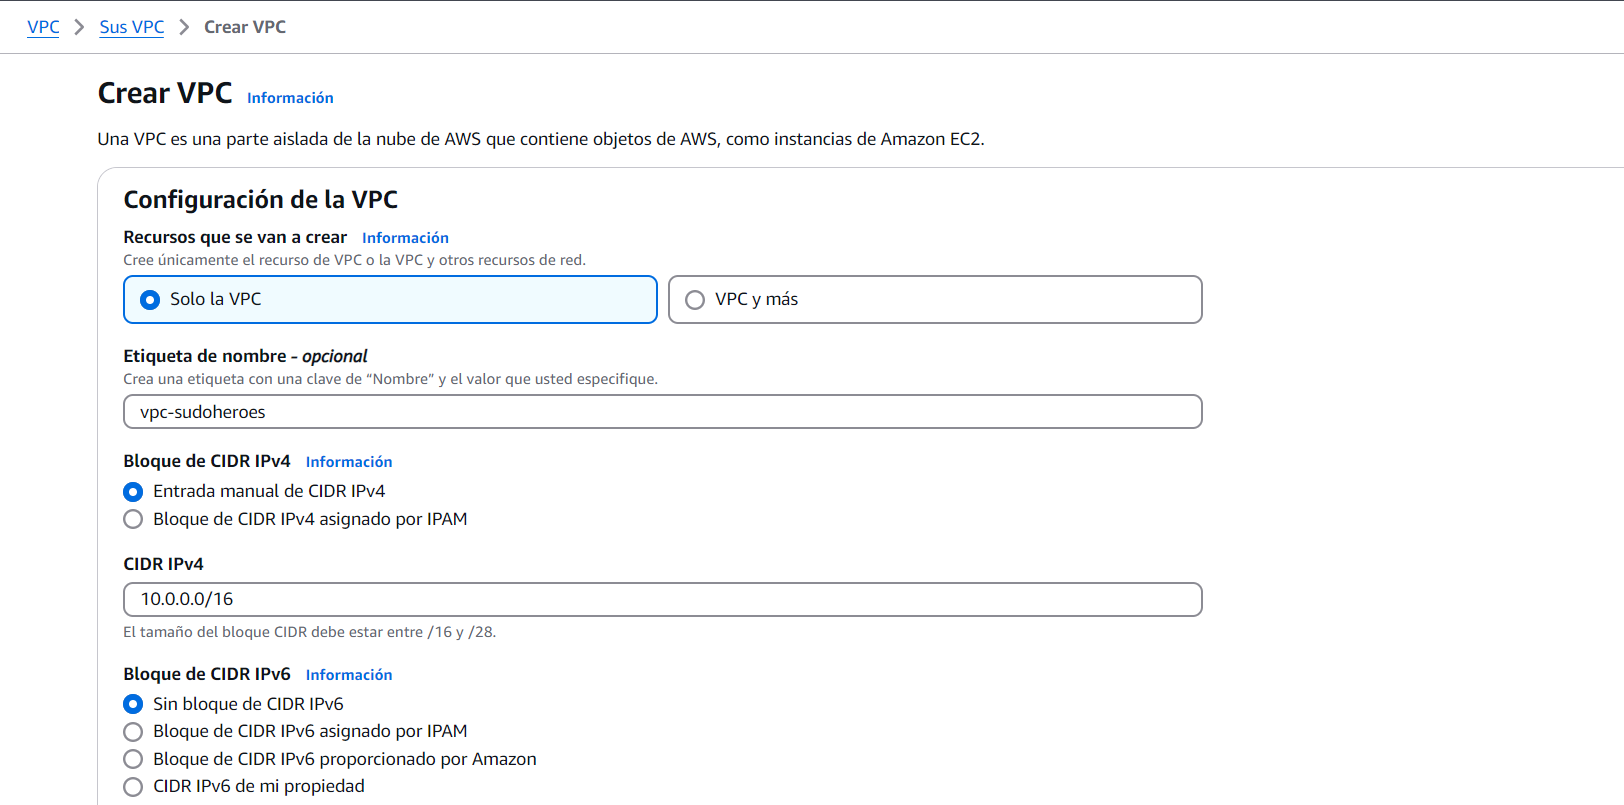 VPC > Sus VPC > Crear VPC
Crear VPC Información
Una VPC es una parte aislada de la nube de AWS que contiene objetos de AWS, como instancias de Amazon EC2.
Configuración de la VPC
Recursos que se van a crear Información
Cree únicamente el recurso de VPC o la VPC y otros recursos de red.
Solo la VPC VPC y más
Etiqueta de nombre - opcional
Crea una etiqueta con una clave de “Nombre” y el valor que usted especifique.
vpc-sudoheroes
Bloque de CIDR IPv4 Información
Entrada manual de CIDR IPv4
Bloque de CIDR IPv4 asignado por IPAM
CIDR IPv4
10.0.0.0/16
El tamaño del bloque CIDR debe estar entre /16 y /28.
Bloque de CIDR IPv6 Información
Sin bloque de CIDR IPv6
Bloque de CIDR IPv6 asignado por IPAM
Bloque de CIDR IPv6 proporcionado por Amazon
CIDR IPv6 de mi propiedad